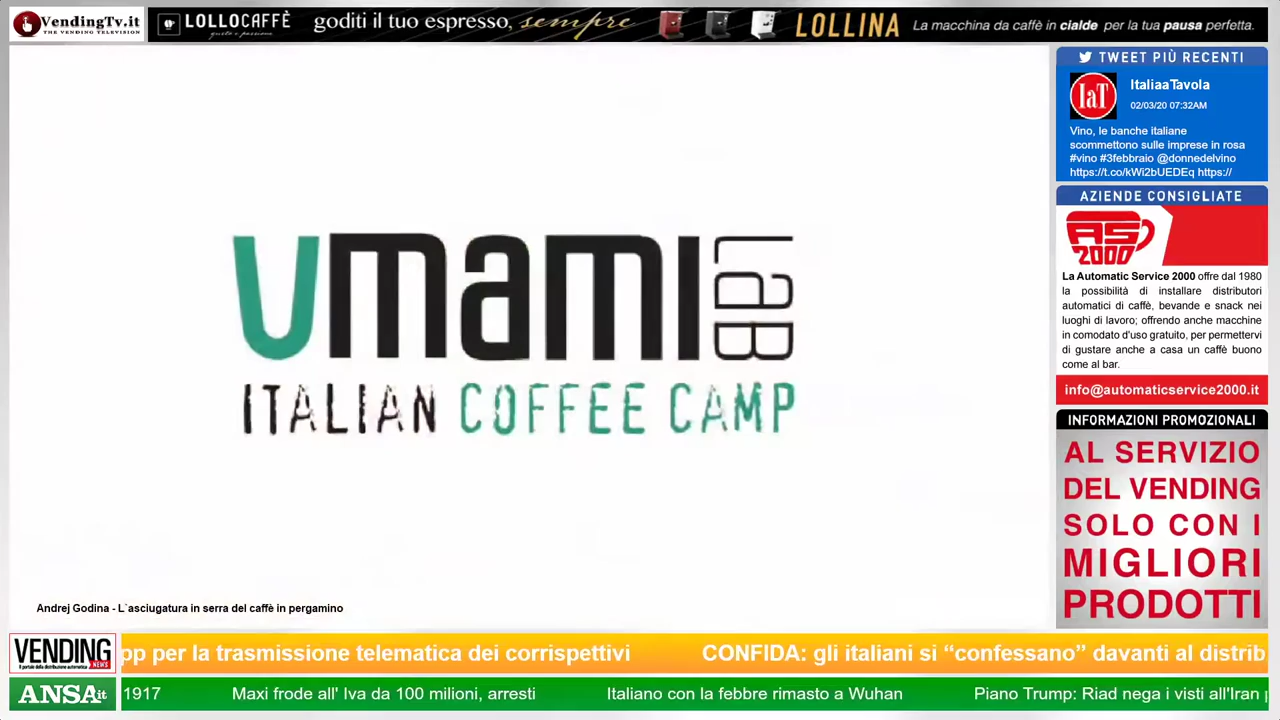 VendingTv.it
THE VENDING TELEVISION
LOLLOCAFFÈ
gusto e passione
goditi il tuo espresso, sempre
LOLLINA
La macchina da caffè in cialde per la tua pausa perfetta.
TWEET PIÙ RECENTI
ItaliaaTavola
IaT
02/03/20 07:32AM
Vino, le banche italiane
scommettono sulle imprese in rosa
#vino #3febbraio @donnedelvino
https://t.co/kWi2bUEDEq https://
AZIENDE CONSIGLIATE
AS
2000
La Automatic Service 2000 offre dal 1980
la possibilità di installare distributori
automatici di caffè, bevande e snack nei
luoghi di lavoro; offrendo anche macchine
in comodato d'uso gratuito, per permettervi
di gustare anche a casa un caffè buono
come al bar.
info@automaticservice2000.it
INFORMAZIONI PROMOZIONALI
AL SERVIZIO
DEL VENDING
SOLO CON I
MIGLIORI
PRODOTTI
umami LaB
ITALIAN COFFEE CAMP
Andrej Godina - L`asciugatura in serra del caffè in pergamino
VENDING
NEWS
Il portale della distribuzione automatica
pp per la trasmissione telematica dei corrispettivi CONFIDA: gli italiani si “confessano” davanti al distrib
ANSA.it
1917 Maxi frode all' Iva da 100 milioni, arresti Italiano con la febbre rimasto a Wuhan Piano Trump: Riad nega i visti all'Iran p